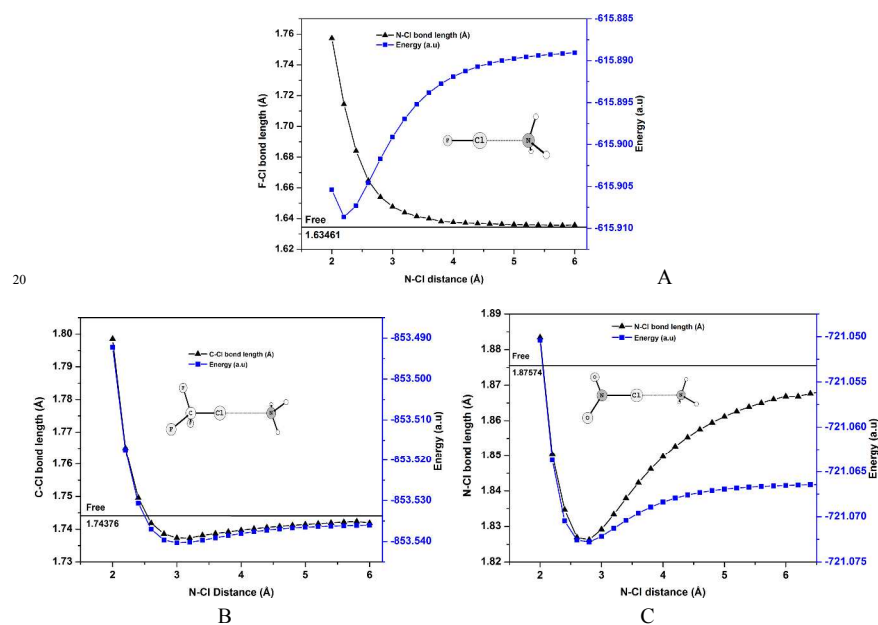 -615.885
1.76
N-Cl bond length (Å)
Energy (a.u)
1.74
-615.890
1.72
-615.895
1.70
-615.900
1.68
F
Cl
N
1.66
-615.905
1.64
Free
-615.910
1.63461
1.62
2 3 4 5 6
N-Cl distance (Å)
F-Cl bond length (Å)
Energy (a.u)
20
A
1.80
-853.490
C-Cl bond length (Å)
Energy (a.u)
1.79
-853.500
1.78
F
C
Cl
N
F
F
-853.510
1.77
1.76
-853.520
1.75
-853.530
Free
1.74376
1.74
-853.540
1.73
2 3 4 5 6
N-Cl Distance (Å)
C-Cl bond length (Å)
Energy (a.u)
B
1.89
N-Cl bond length (Å)
Energy (a.u)
-721.050
1.88
Free
1.87574
1.87
-721.055
O
N
Cl
N
O
1.86
-721.060
1.85
-721.065
1.84
-721.070
1.83
1.82
-721.075
2 3 4 5 6
N-Cl distance (Å)
N-Cl bond length (Å)
Energy (a.u)
C